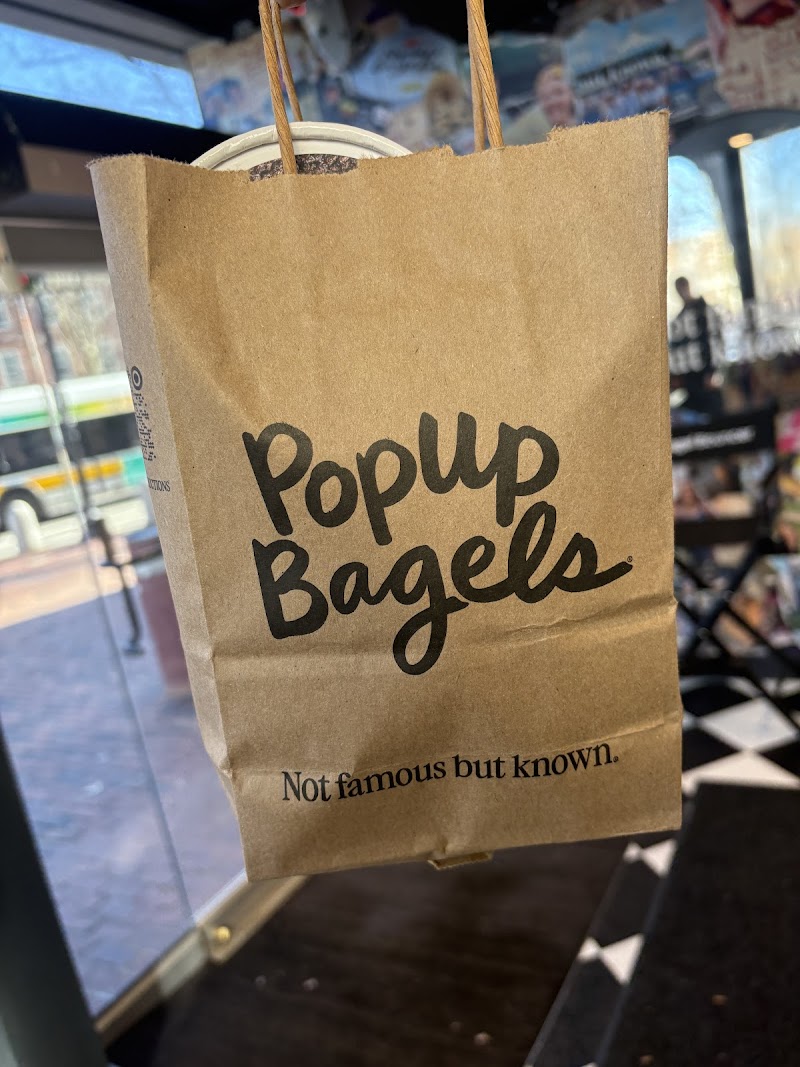 PopUp
Bagels®
Not famous but known.